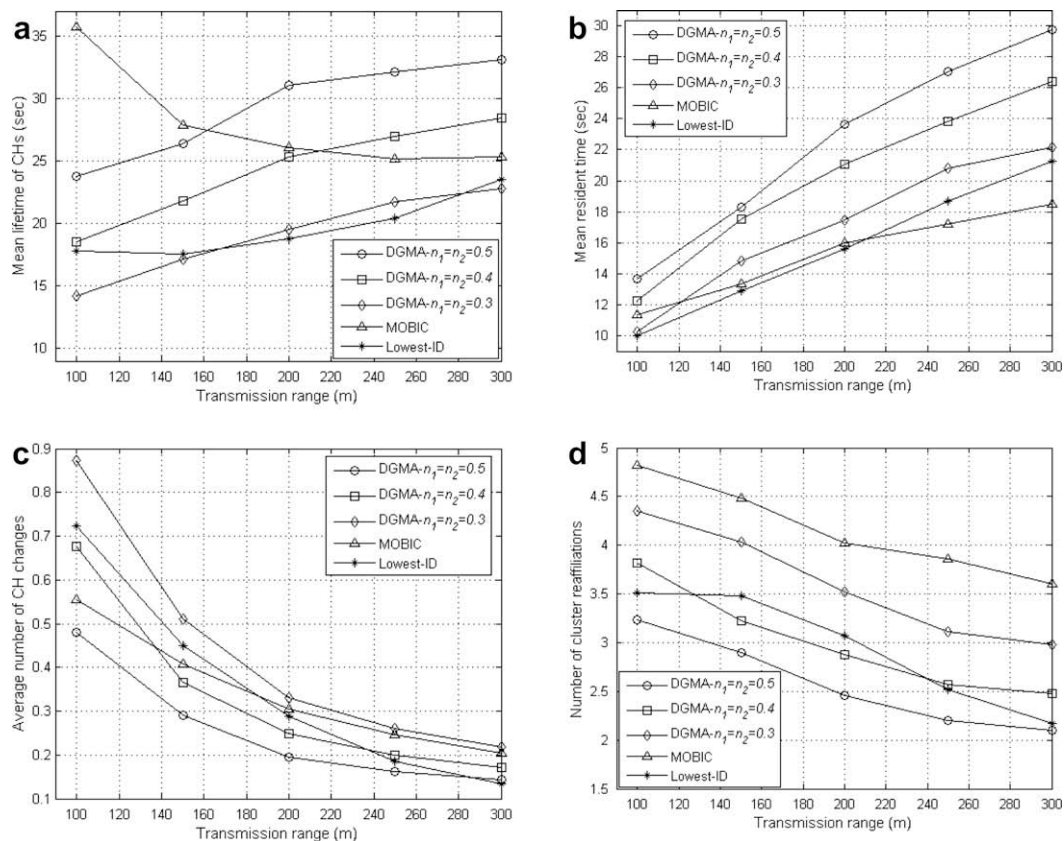 a
Mean lifetime of CHs (sec)
35
30
25
20
15
10
100 120 140 160 180 200 220 240 260 280 300
Transmission range (m)
DGMA-n1=n2=0.5
DGMA-n1=n2=0.4
DGMA-n1=n2=0.3
MOBIC
Lowest-ID
b
Mean resident time (sec)
30
28
26
24
22
20
18
16
14
12
10
100 120 140 160 180 200 220 240 260 280 300
Transmission range (m)
DGMA-n1=n2=0.5
DGMA-n1=n2=0.4
DGMA-n1=n2=0.3
MOBIC
Lowest-ID
c
Average number of CH changes
0.9
0.8
0.7
0.6
0.5
0.4
0.3
0.2
0.1
100 120 140 160 180 200 220 240 260 280 300
Transmission range (m)
DGMA-n1=n2=0.5
DGMA-n1=n2=0.4
DGMA-n1=n2=0.3
MOBIC
Lowest-ID
d
Number of cluster reaffiliations
5
4.5
4
3.5
3
2.5
2
1.5
100 120 140 160 180 200 220 240 260 280 300
Transmission range (m)
DGMA-n1=n2=0.5
DGMA-n1=n2=0.4
DGMA-n1=n2=0.3
MOBIC
Lowest-ID